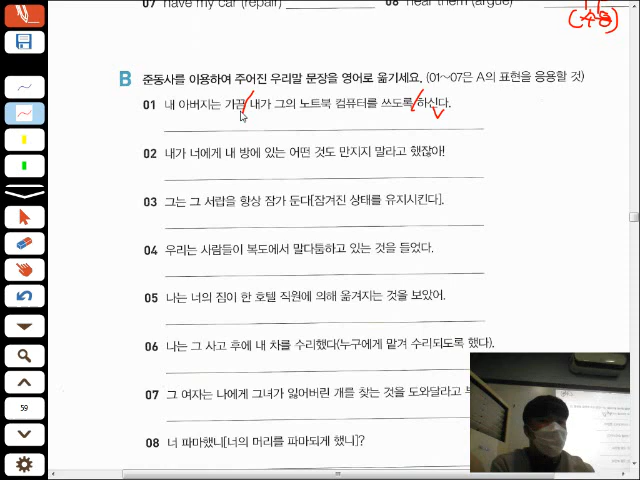 07 have my car (repair)
08 hear them (argue)
(수동)
B 준동사를 이용하여 주어진 우리말 문장을 영어로 옮기세요. (01~07은 A의 표현을 응용할 것)
01 내 아버지는 가끔 내가 그의 노트북 컴퓨터를 쓰도록 하신다.
02 내가 너에게 내 방에 있는 어떤 것도 만지지 말라고 했잖아!
03 그는 그 서랍을 항상 잠가 둔다[잠겨진 상태를 유지시킨다].
04 우리는 사람들이 복도에서 말다툼하고 있는 것을 들었다.
05 나는 너의 짐이 한 호텔 직원에 의해 옮겨지는 것을 보았어.
06 나는 그 사고 후에 내 차를 수리했다(누구에게 맡겨 수리되도록 했다).
07 그 여자는 나에게 그녀가 잃어버린 개를 찾는 것을 도와달라고
08 너 파마했니[너의 머리를 파마되게 했니]?
59